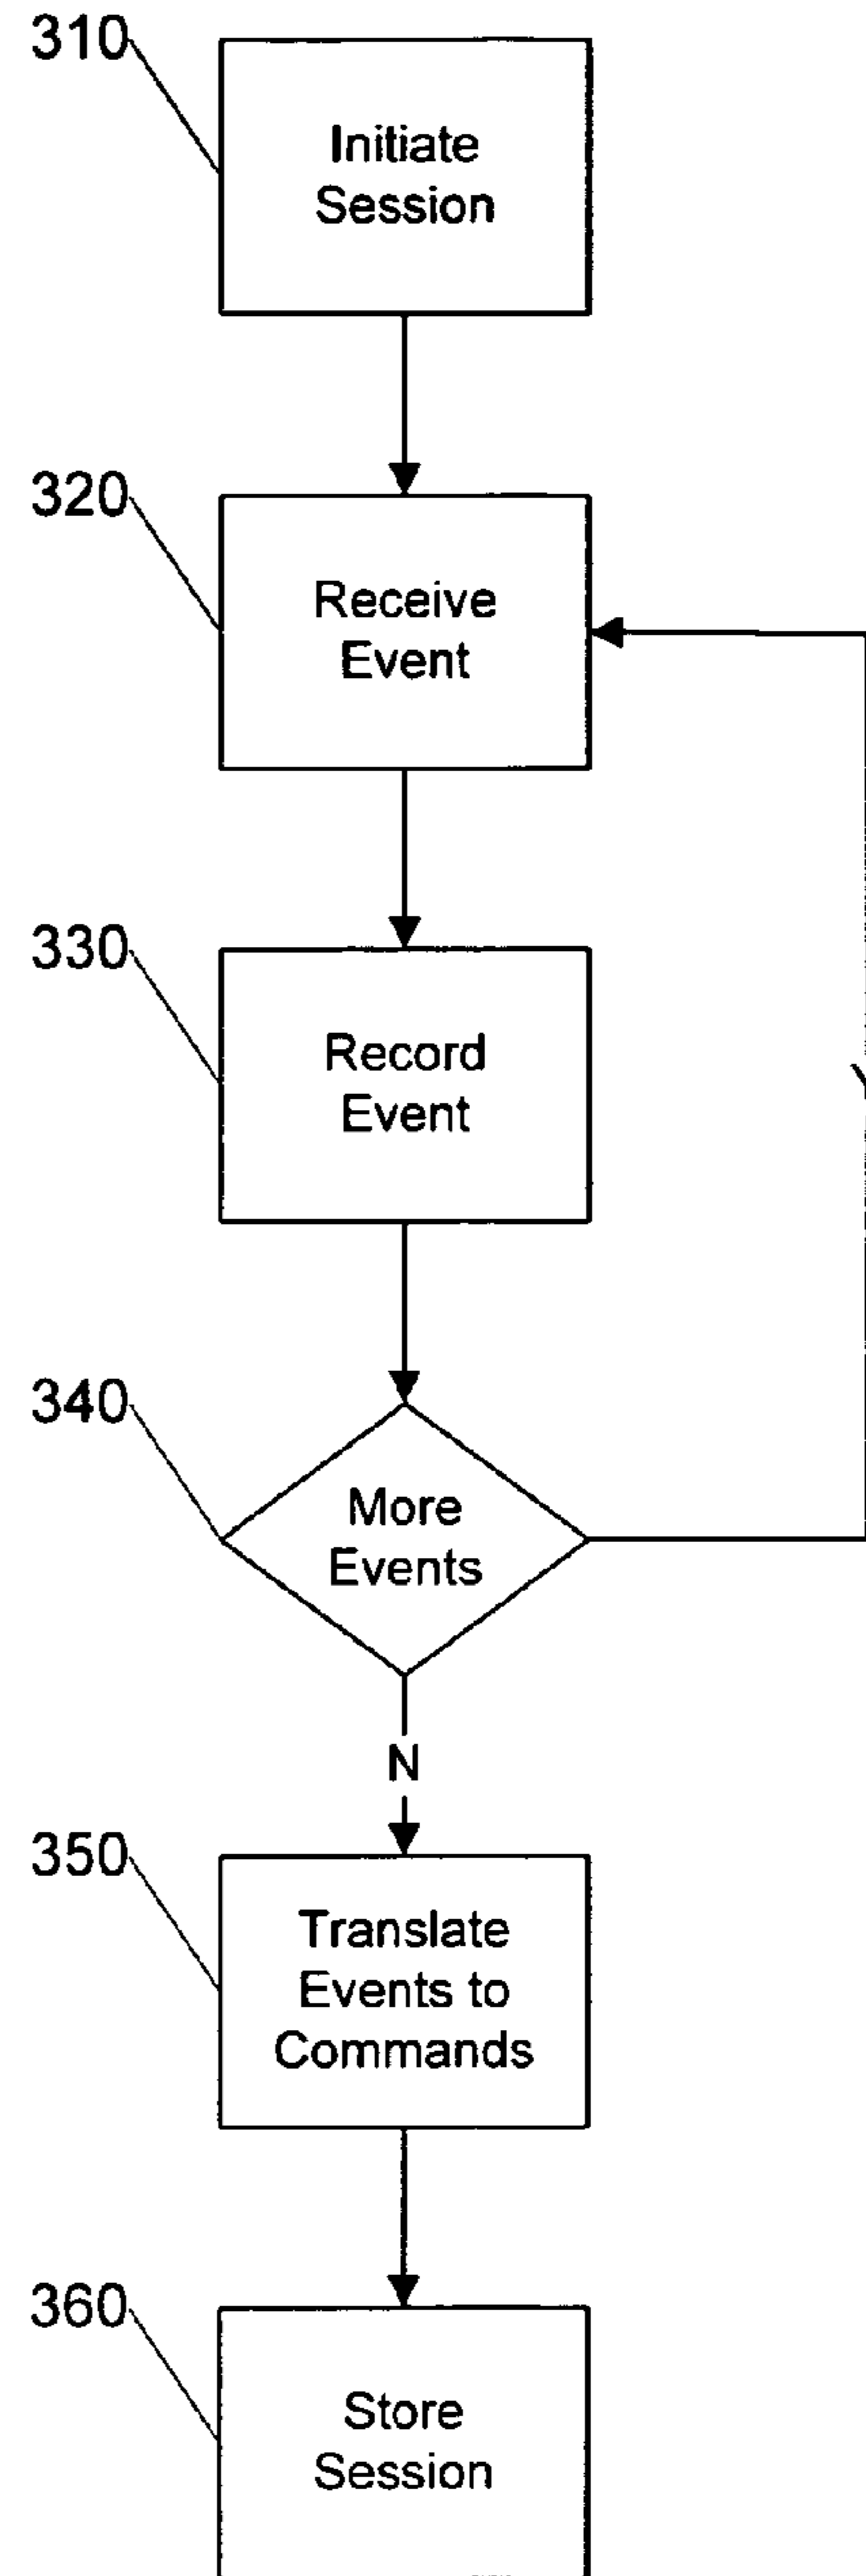 310
Initiate
Session
320
Receive
Event
330
Record
Event
340
More
Events
N
350
Translate
Events to
Commands
360
Store
Session